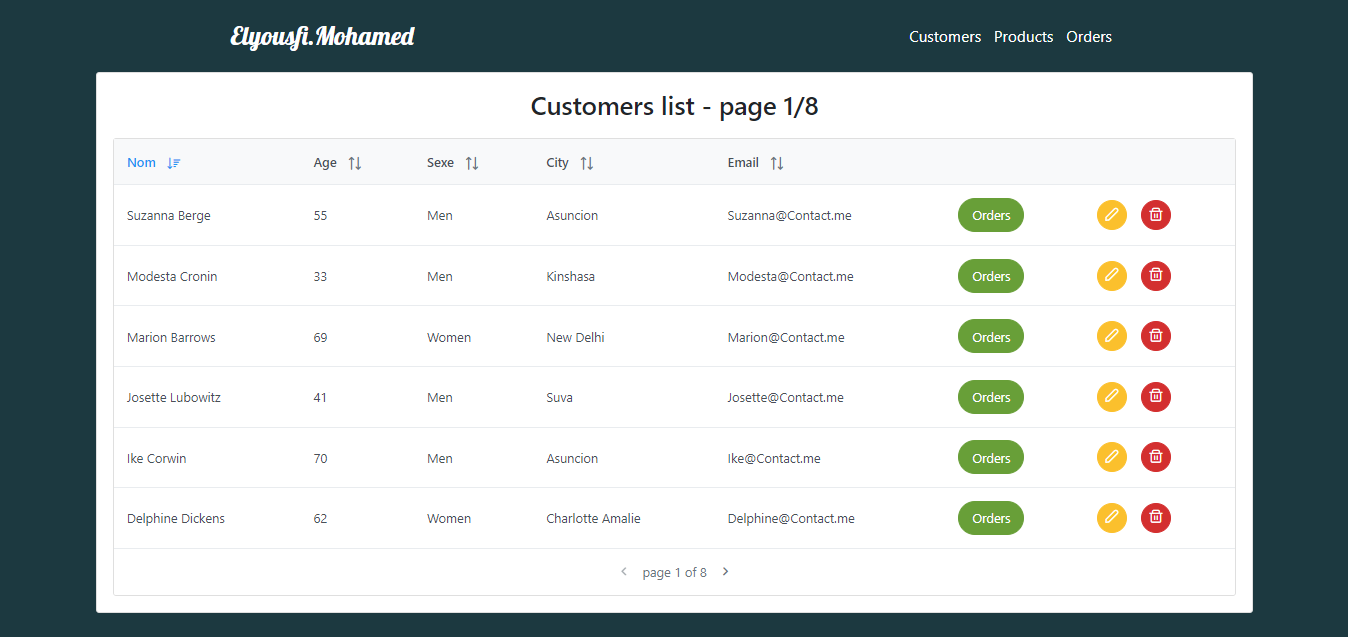 Elyousfi.Mohamed
Customers Products Orders
Customers list - page 1/8
Nom Age Sexe City Email
Suzanna Berge 55 Men Asuncion Suzanna@Contact.me Orders
Modesta Cronin 33 Men Kinshasa Modesta@Contact.me Orders
Marion Barrows 69 Women New Delhi Marion@Contact.me Orders
Josette Lubowitz 41 Men Suva Josette@Contact.me Orders
Ike Corwin 70 Men Asuncion Ike@Contact.me Orders
Delphine Dickens 62 Women Charlotte Amalie Delphine@Contact.me Orders
page 1 of 8